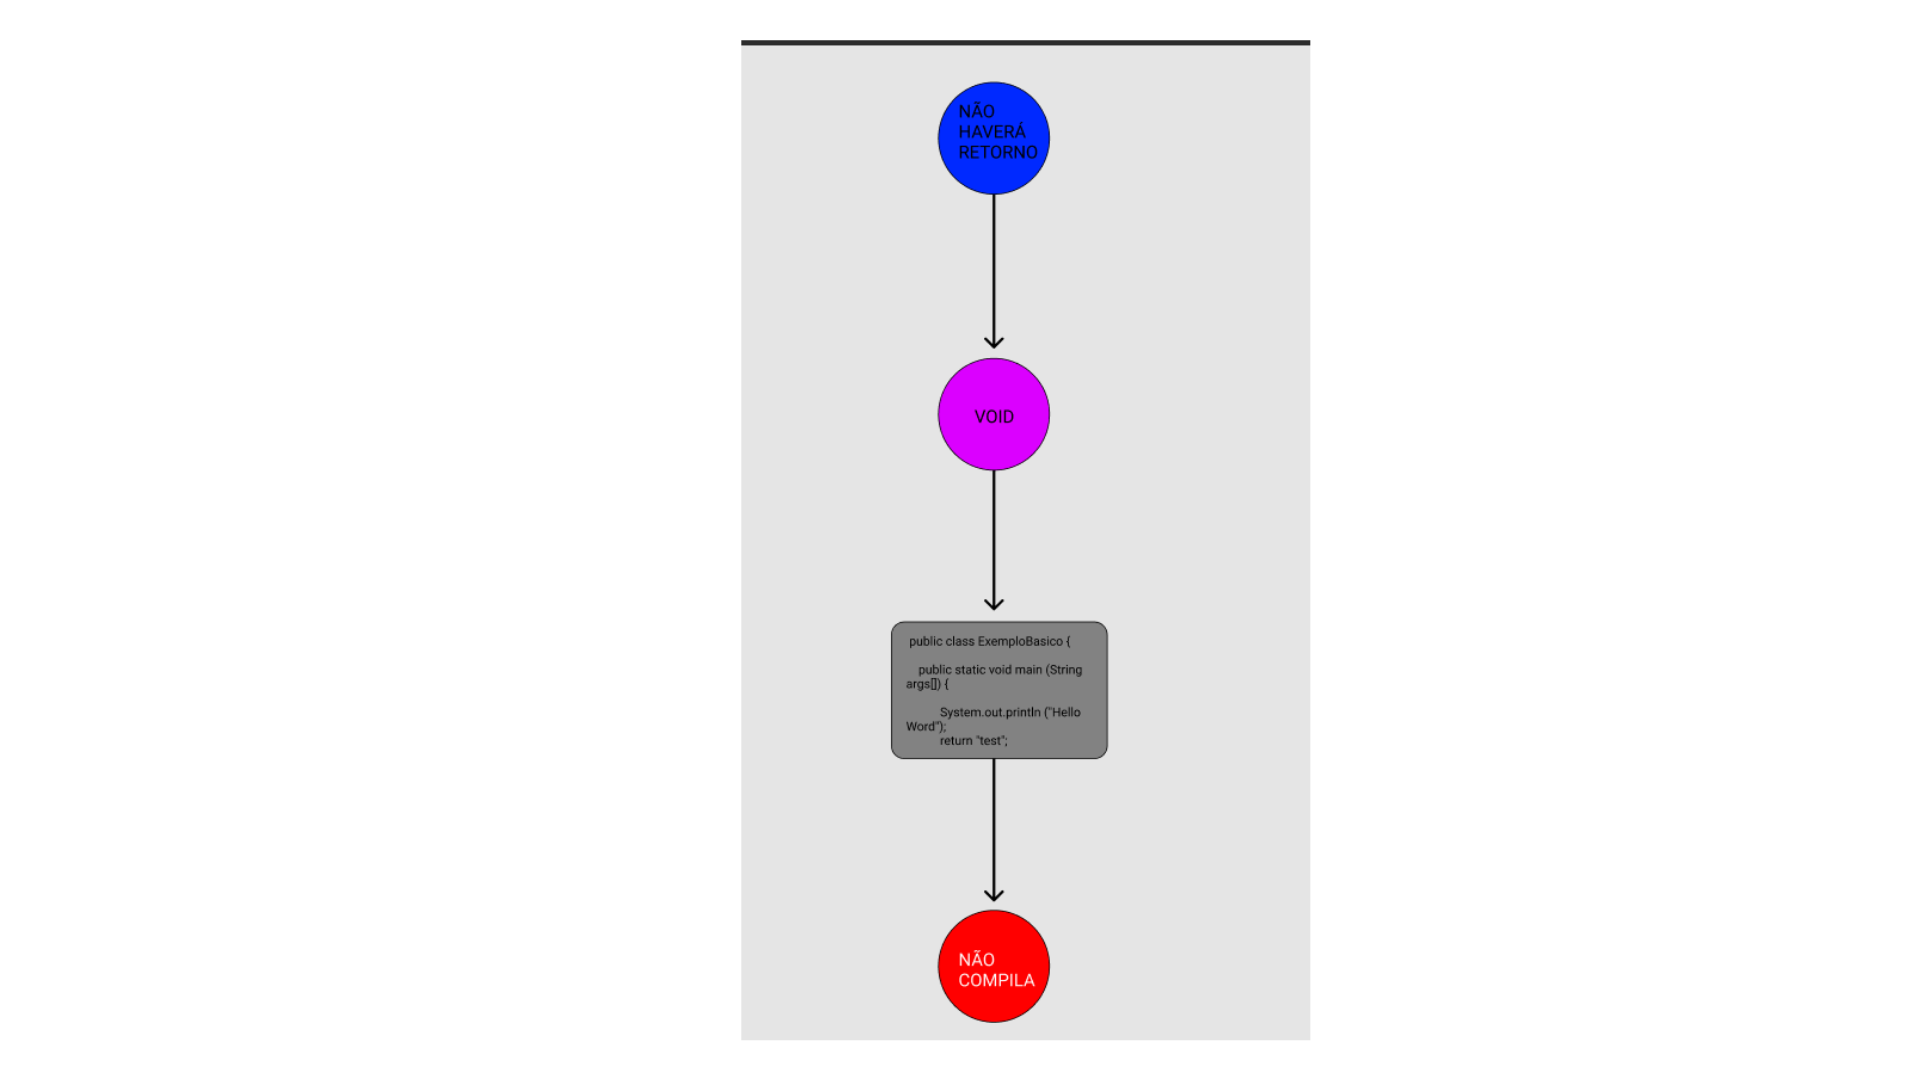 NÃO
HAVERÁ
RETORNO
VOID
public class ExemploBasico {
public static void main (String
args[]) {
System.out.println ("Hello
Word");
return "test";
NÃO
COMPILA